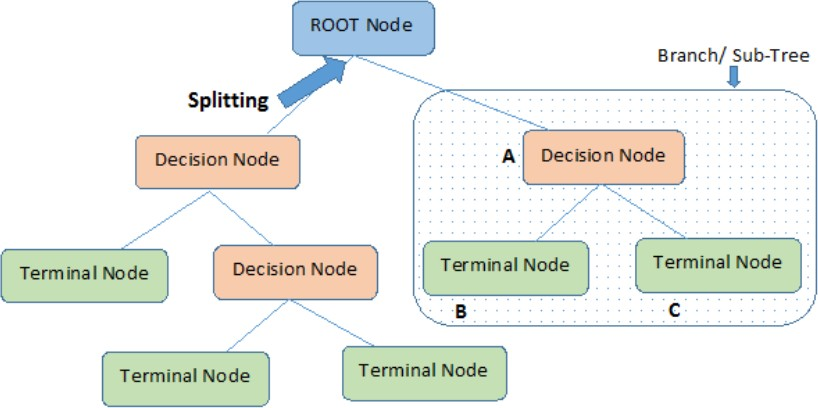 ROOT Node
Branch/ Sub-Tree
Splitting
Decision Node
A
Decision Node
Terminal Node
Decision Node
Terminal Node
Terminal Node
B
C
Terminal Node
Terminal Node